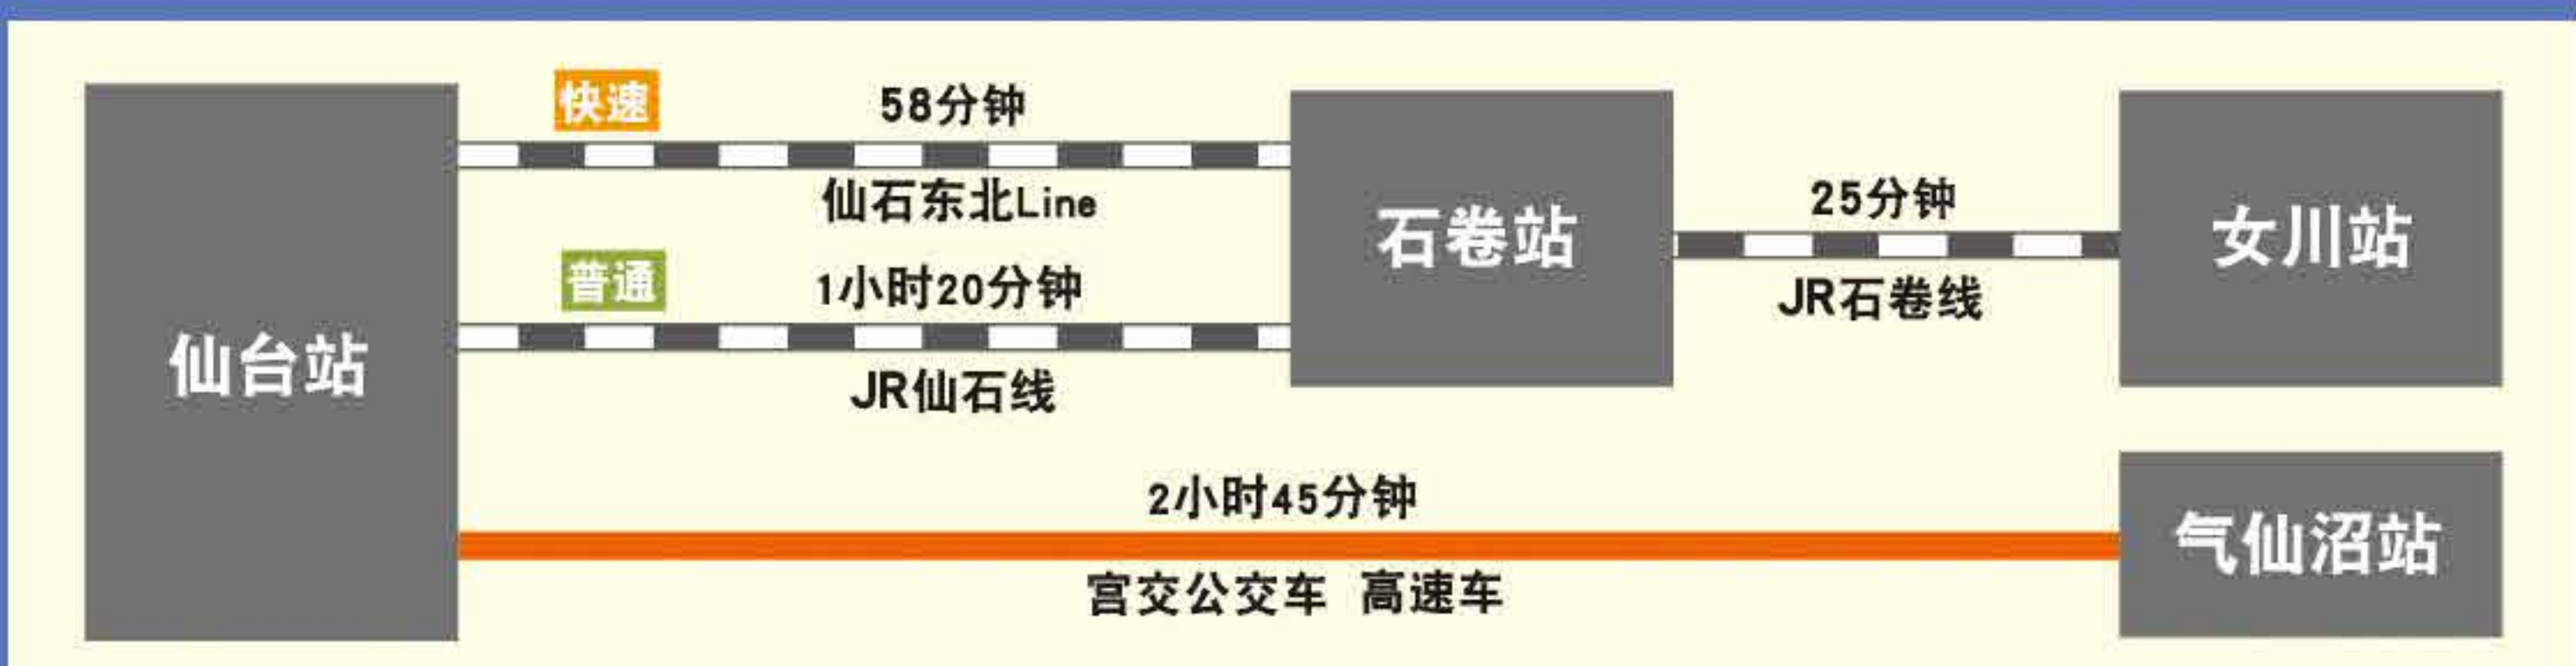 快速
58分钟
仙石东北Line
普通
1小时20分钟
JR仙石线
仙台站
石卷站
25分钟
JR石卷线
女川站
2小时45分钟
宫交公交车 高速车
气仙沼站